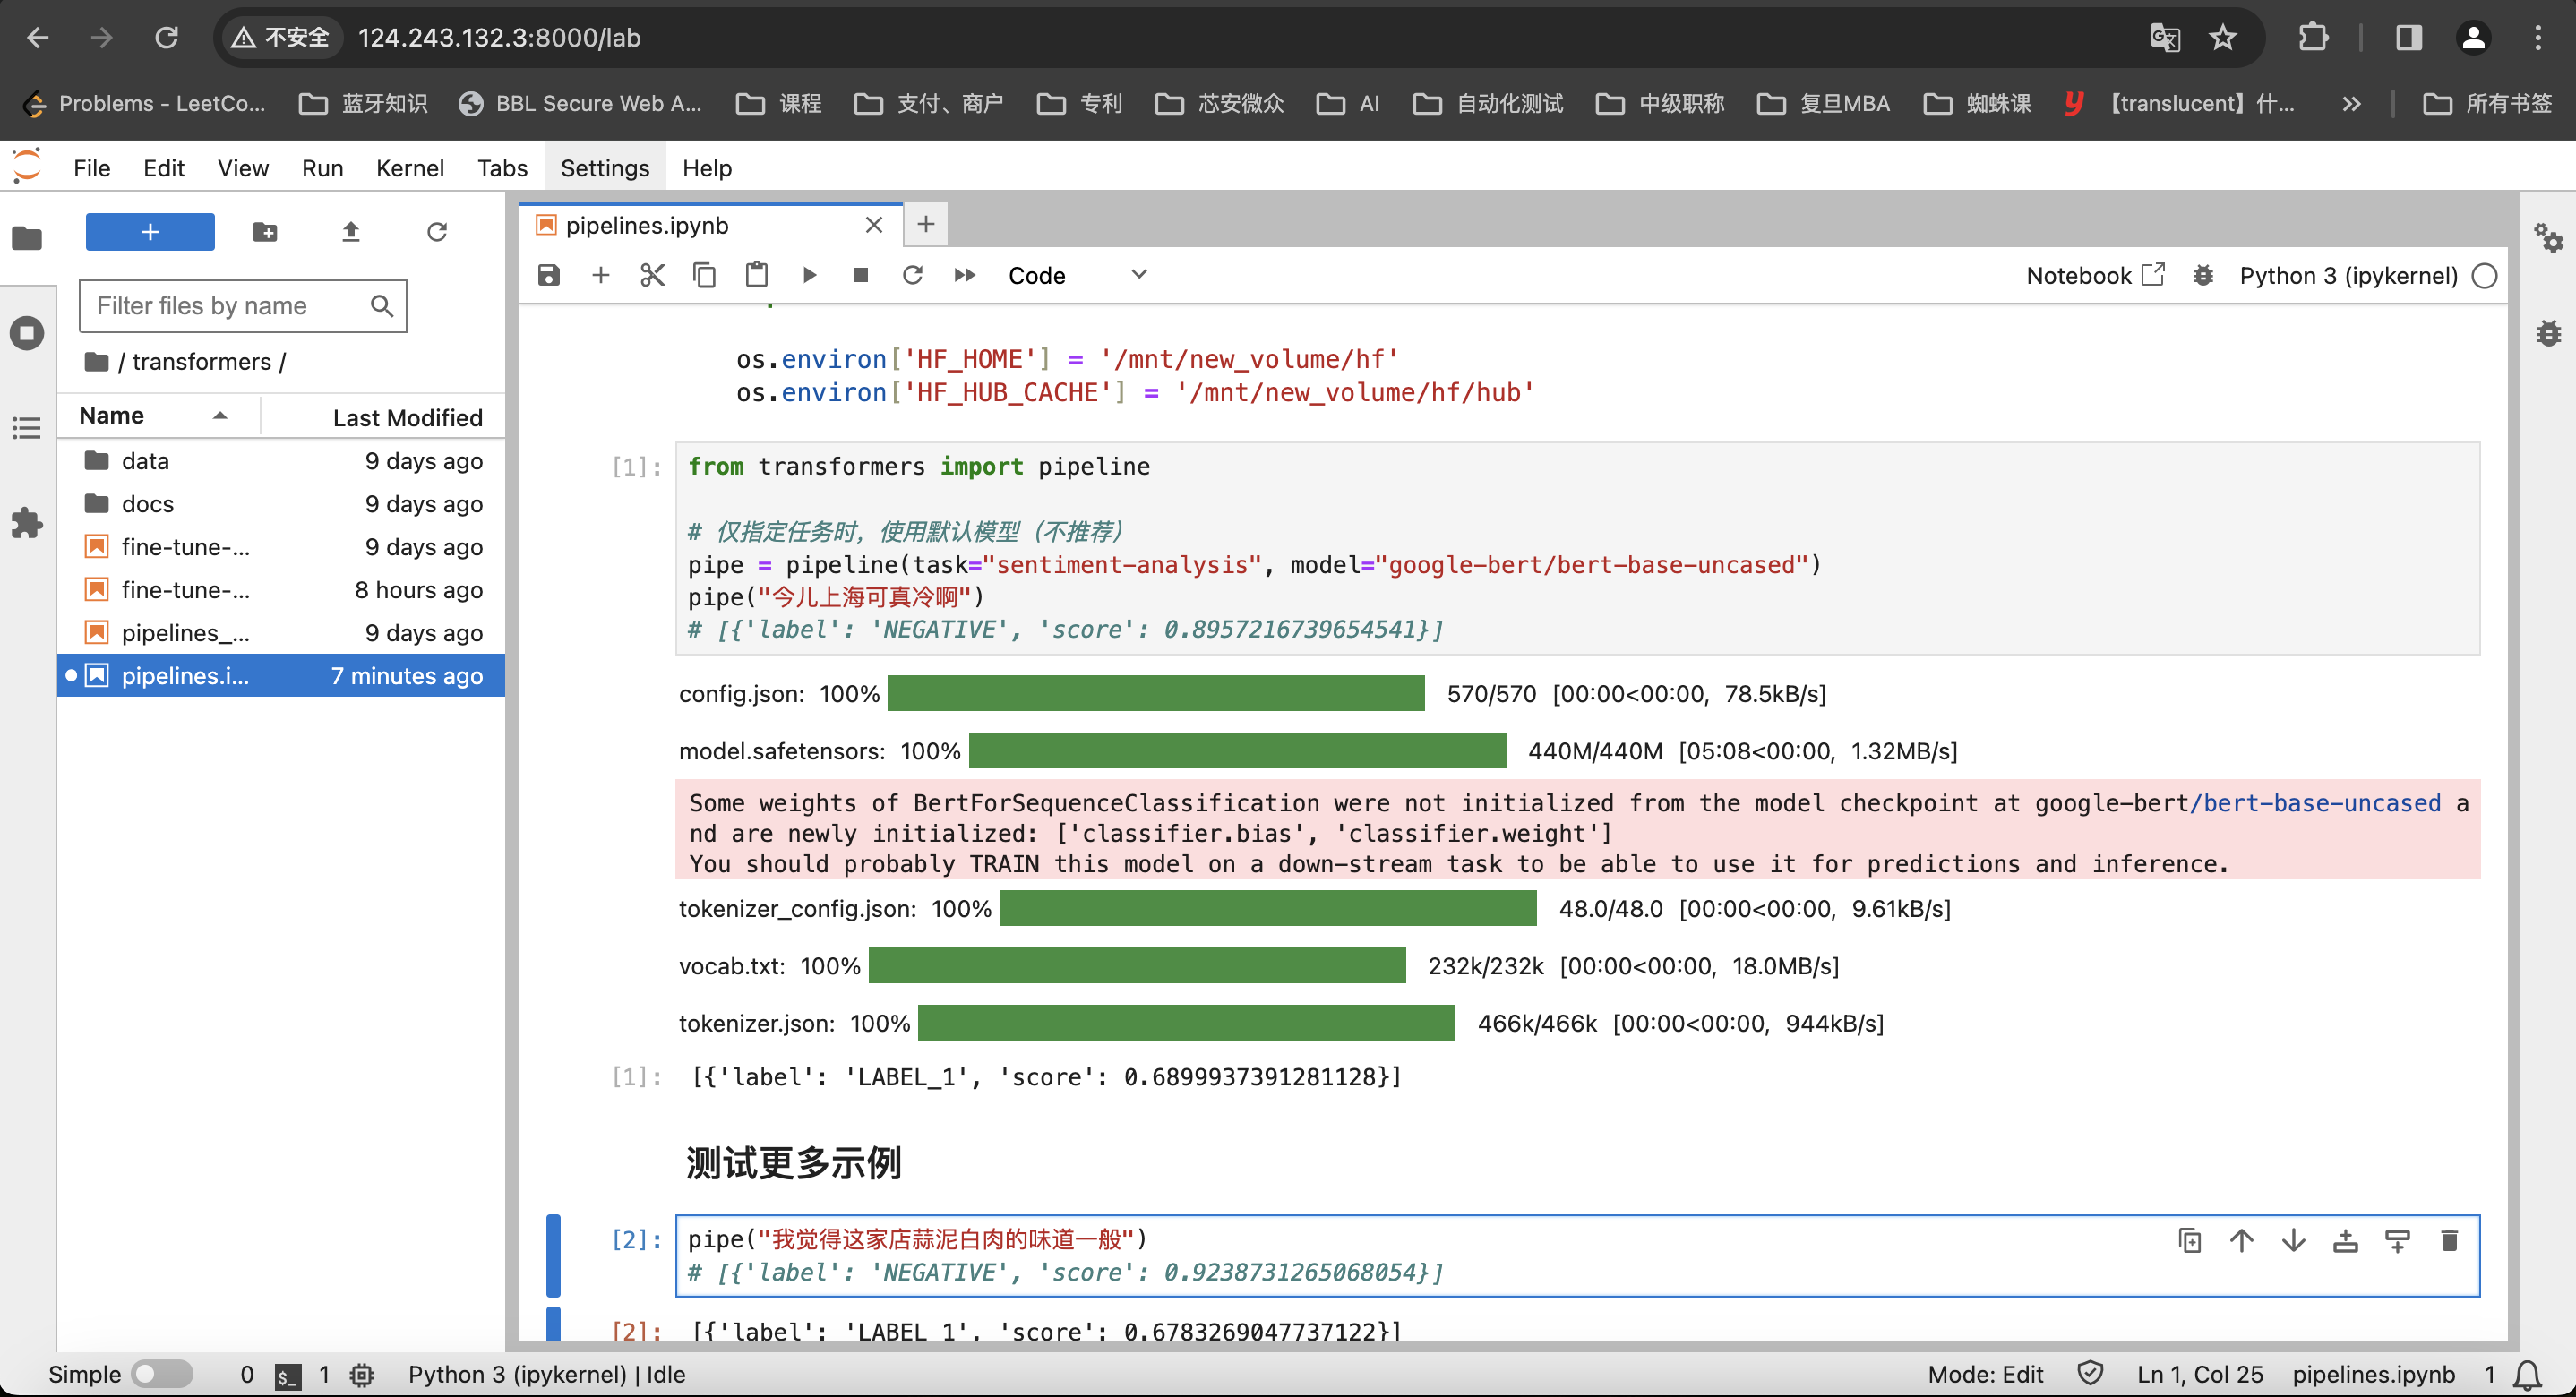 不安全 124.243.132.3:8000/lab
Problems - LeetCo... 蓝牙知识 BBL Secure Web A... 课程 支付、商户 专利 芯安微众 AI 自动化测试 中级职称 复旦MBA 蜘蛛课 【translucent】什... » 所有书签
File Edit View Run Kernel Tabs Settings Help
pipelines.ipynb
Code Notebook Python 3 (ipykernel)
Filter files by name
/ transformers /
Name Last Modified
data 9 days ago
docs 9 days ago
fine-tune-... 9 days ago
fine-tune-... 8 hours ago
pipelines_... 9 days ago
pipelines.i... 7 minutes ago
os.environ['HF_HOME'] = '/mnt/new_volume/hf'
os.environ['HF_HUB_CACHE'] = '/mnt/new_volume/hf/hub'
[1]: from transformers import pipeline
# 仅指定任务时，使用默认模型（不推荐）
pipe = pipeline(task="sentiment-analysis", model="google-bert/bert-base-uncased")
pipe("今儿上海可真冷啊")
# [{'label': 'NEGATIVE', 'score': 0.8957216739654541}]
config.json: 100% 570/570 [00:00<00:00, 78.5kB/s]
model.safetensors: 100% 440M/440M [05:08<00:00, 1.32MB/s]
Some weights of BertForSequenceClassification were not initialized from the model checkpoint at google-bert/bert-base-uncased a
nd are newly initialized: ['classifier.bias', 'classifier.weight']
You should probably TRAIN this model on a down-stream task to be able to use it for predictions and inference.
tokenizer_config.json: 100% 48.0/48.0 [00:00<00:00, 9.61kB/s]
vocab.txt: 100% 232k/232k [00:00<00:00, 18.0MB/s]
tokenizer.json: 100% 466k/466k [00:00<00:00, 944kB/s]
[1]: [{'label': 'LABEL_1', 'score': 0.6899937391281128}]
测试更多示例
[2]: pipe("我觉得这家店蒜泥白肉的味道一般")
# [{'label': 'NEGATIVE', 'score': 0.9238731265068054}]
[2]: [{'label': 'LABEL_1', 'score': 0.6783269047737122}]
Simple 0 $_ 1 Python 3 (ipykernel) | Idle Mode: Edit Ln 1, Col 25 pipelines.ipynb 1